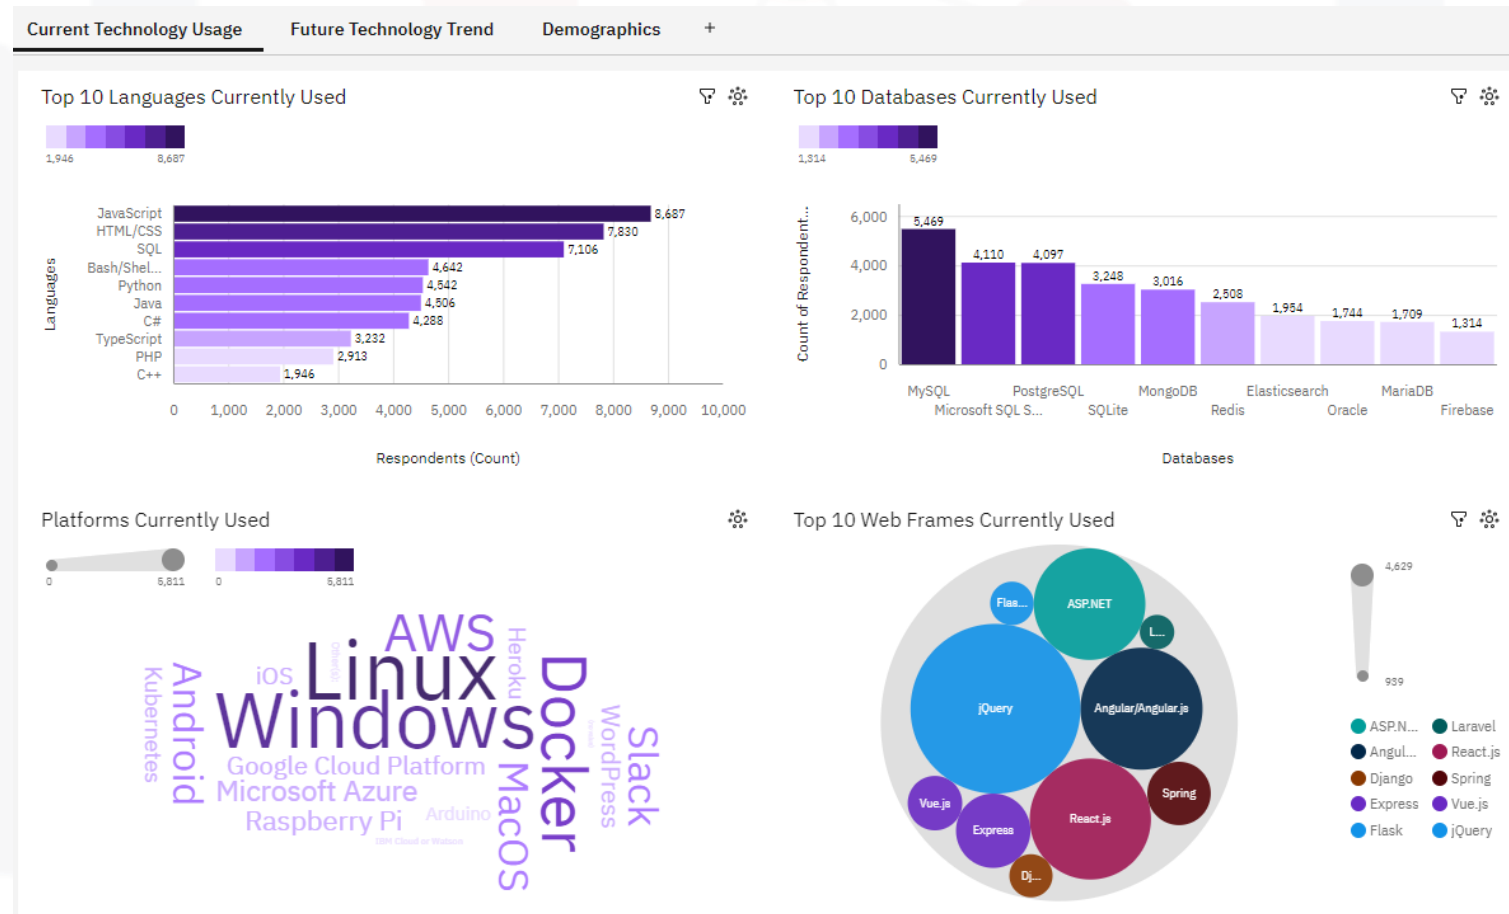 Current Technology Usage
Future Technology Trend
Demographics
+
Top 10 Languages Currently Used
1,946
8,687
Languages
JavaScript
8,687
HTML/CSS
7,830
SQL
7,106
Bash/Shel...
4,642
Python
4,542
Java
4,506
C#
4,288
TypeScript
3,232
PHP
2,913
C++
1,946
0 1,000 2,000 3,000 4,000 5,000 6,000 7,000 8,000 9,000 10,000
Respondents (Count)
Top 10 Databases Currently Used
1,314
5,469
Count of Respondent...
6,000
4,000
2,000
0
5,469
4,110
4,097
3,248
3,016
2,508
1,954
1,744
1,709
1,314
MySQL
Microsoft SQL S...
PostgreSQL
SQLite
MongoDB
Redis
Elasticsearch
Oracle
MariaDB
Firebase
Databases
Platforms Currently Used
0
5,811
0
5,811
AWS
Heroku
Linux
iOS
Other(s):
Android
Kubernetes
Windows
Docker
WordPress
Slack
Google Cloud Platform
Microsoft Azure
MacOS
Raspberry Pi
Arduino
IBM Cloud or Watson
Top 10 Web Frames Currently Used
4,629
939
Flas...
ASP.NET
L...
jQuery
Angular/Angular.js
Vue.js
Express
React.js
Spring
Dj...
ASP.N...
Laravel
Angul...
React.js
Django
Spring
Express
Vue.js
Flask
jQuery